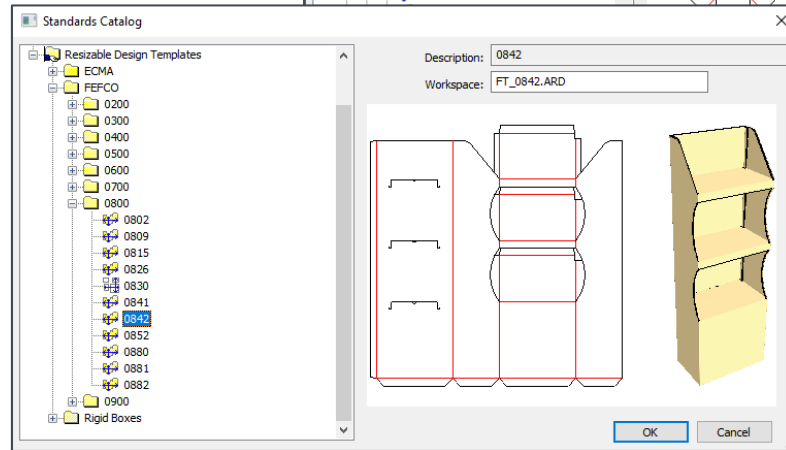 Standards Catalog
Resizable Design Templates
ECMA
FEFCO
0200
0300
0400
0500
0600
0700
0800
0802
0809
0815
0826
0830
0841
0842
0852
0880
0881
0882
0900
Rigid Boxes
Description: 0842
Workspace: FT_0842.ARD
OK Cancel